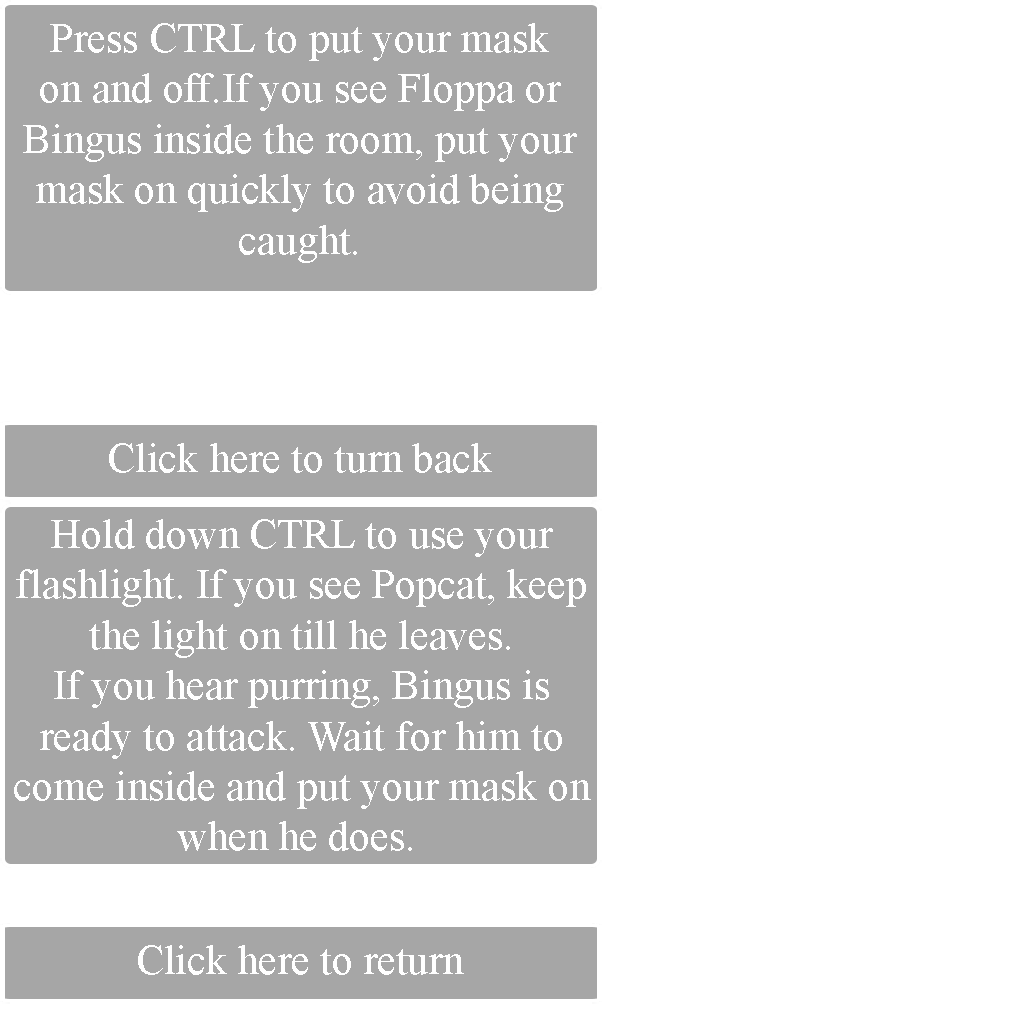 Press CTRL to put your mask
on and off.If you see Floppa or
Bingus inside the room, put your
mask on quickly to avoid being
caught.
Click here to turn back
Hold down CTRL to use your
flashlight. If you see Popcat, keep
the light on till he leaves.
If you hear purring, Bingus is
ready to attack. Wait for him to
come inside and put your mask on
when he does.
Click here to return